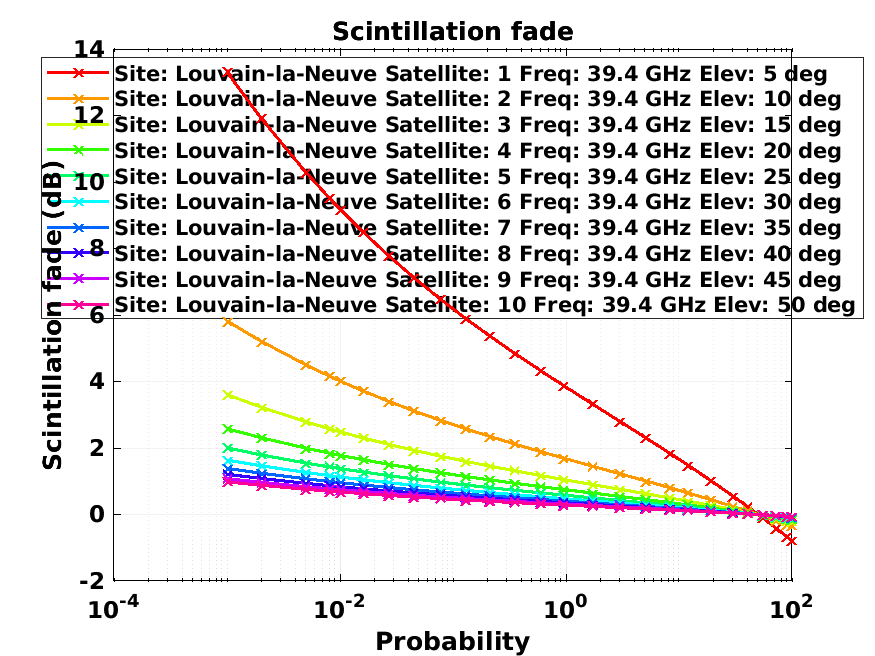 Scintillation fade
14
12
10
8
6
4
2
0
-2
Scintillation fade (dB)
Site: Louvain-la-Neuve Satellite: 1 Freq: 39.4 GHz Elev: 5 deg
Site: Louvain-la-Neuve Satellite: 2 Freq: 39.4 GHz Elev: 10 deg
Site: Louvain-la-Neuve Satellite: 3 Freq: 39.4 GHz Elev: 15 deg
Site: Louvain-la-Neuve Satellite: 4 Freq: 39.4 GHz Elev: 20 deg
Site: Louvain-la-Neuve Satellite: 5 Freq: 39.4 GHz Elev: 25 deg
Site: Louvain-la-Neuve Satellite: 6 Freq: 39.4 GHz Elev: 30 deg
Site: Louvain-la-Neuve Satellite: 7 Freq: 39.4 GHz Elev: 35 deg
Site: Louvain-la-Neuve Satellite: 8 Freq: 39.4 GHz Elev: 40 deg
Site: Louvain-la-Neuve Satellite: 9 Freq: 39.4 GHz Elev: 45 deg
Site: Louvain-la-Neuve Satellite: 10 Freq: 39.4 GHz Elev: 50 deg
10^-4 10^-2 10^0 10^2
Probability